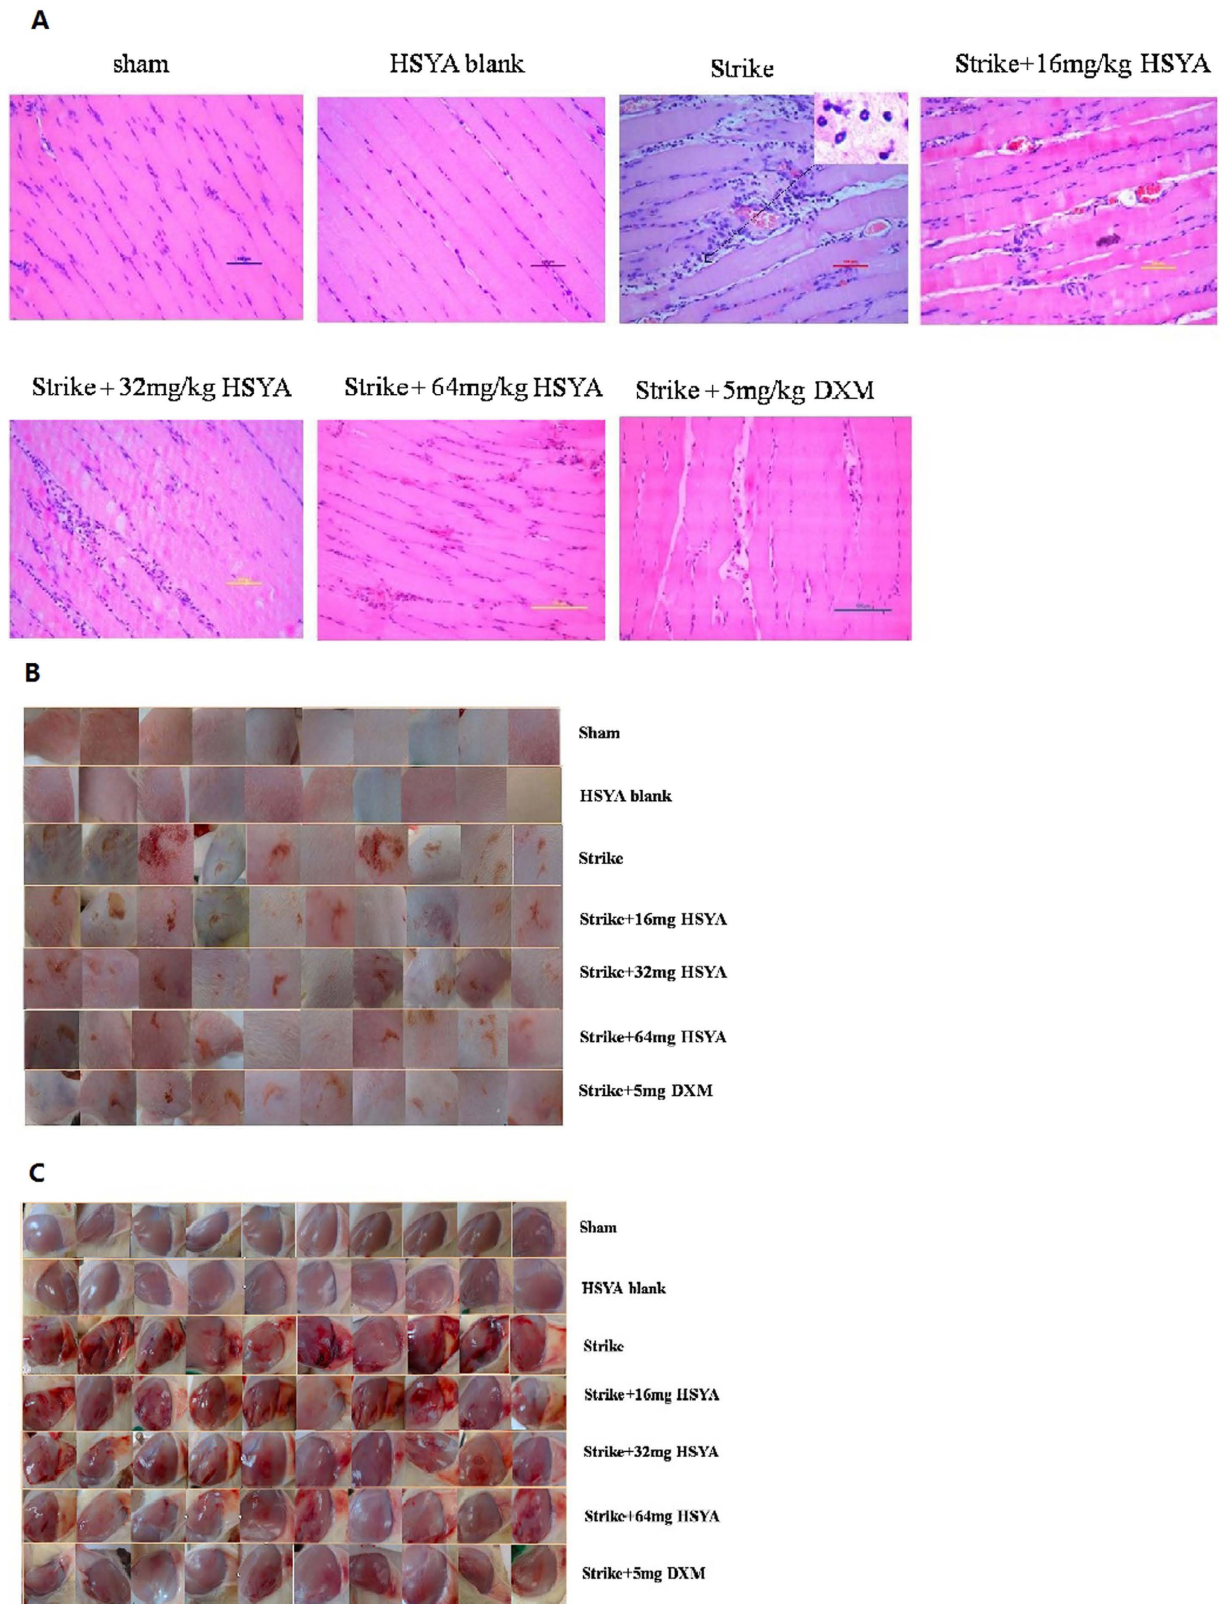 A
sham
HSYA blank
Strike
Strike+16mg/kg HSYA
Strike + 32mg/kg HSYA
Strike+ 64mg/kg HSYA
Strike +5mg/kg DXM
B
Sham
HSYA blank
Strike
Strike+16mg HSYA
Strike+32mg HSYA
Strike+64mg HSYA
Strike+5mg DXM
C
Sham
HSYA blank
Strike
Strike+16mg HSYA
Strike+32mg HSYA
Strike+64mg HSYA
Strike+5mg DXM